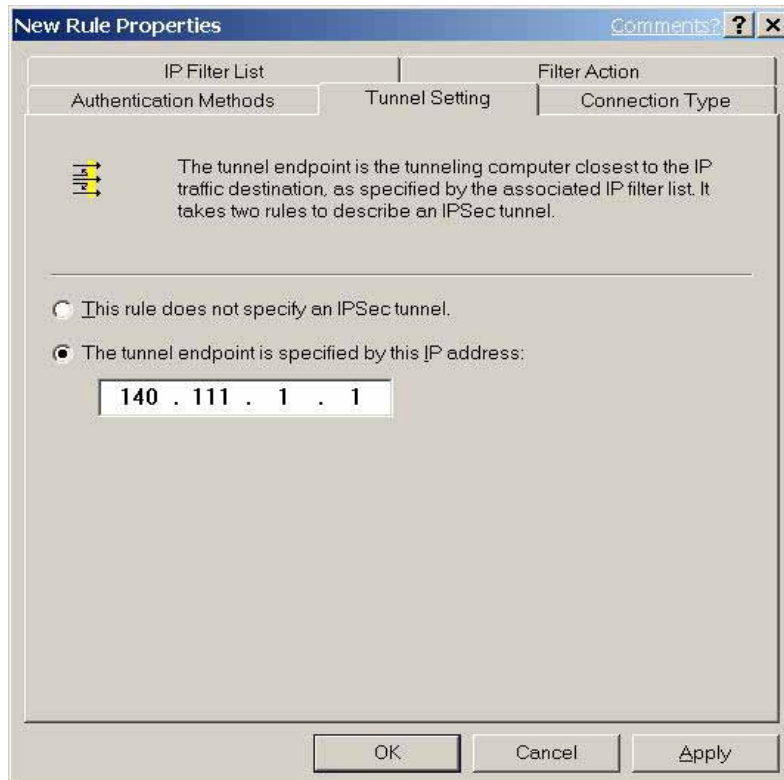 New Rule Properties Comments? ? ×
IP Filter List Filter Action
Authentication Methods Tunnel Setting Connection Type
The tunnel endpoint is the tunneling computer closest to the IP
traffic destination, as specified by the associated IP filter list. It
takes two rules to describe an IPSec tunnel.
This rule does not specify an IPSec tunnel.
The tunnel endpoint is specified by this IP address:
140 . 111 . 1 . 1
OK Cancel Apply